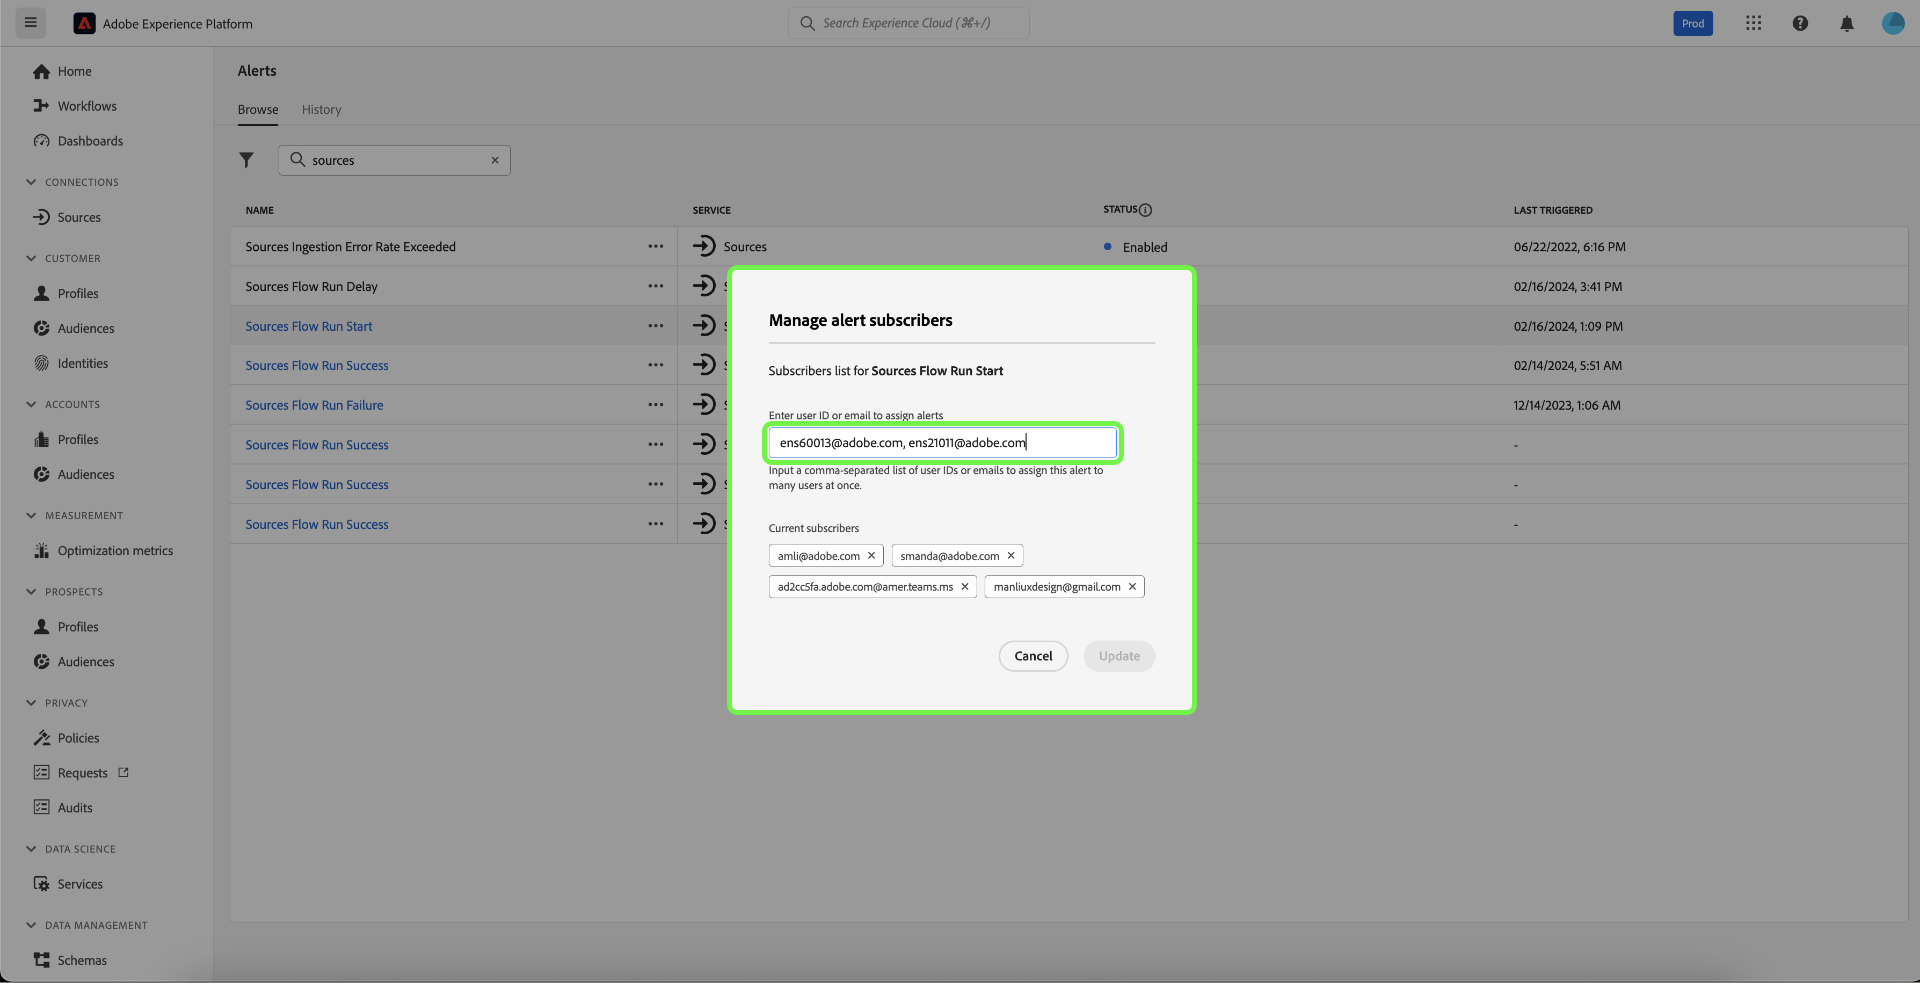 Adobe Experience Platform
Search Experience Cloud (⌘+/)
Prod
Home
Workflows
Dashboards
CONNECTIONS
Sources
CUSTOMER
Profiles
Audiences
Identities
ACCOUNTS
Profiles
Audiences
MEASUREMENT
Optimization metrics
PROSPECTS
Profiles
Audiences
PRIVACY
Policies
Requests
Audits
DATA SCIENCE
Services
DATA MANAGEMENT
Schemas
Alerts
Browse History
sources
NAME SERVICE STATUS LAST TRIGGERED
Sources Ingestion Error Rate Exceeded Sources Enabled 06/22/2022, 6:16 PM
Sources Flow Run Delay 02/16/2024, 3:41 PM
Sources Flow Run Start 02/16/2024, 1:09 PM
Sources Flow Run Success 02/14/2024, 5:51 AM
Sources Flow Run Failure 12/14/2023, 1:06 AM
Sources Flow Run Success -
Sources Flow Run Success -
Sources Flow Run Success -
Manage alert subscribers
Subscribers list for Sources Flow Run Start
Enter user ID or email to assign alerts
ens60013@adobe.com, ens21011@adobe.com
Input a comma-separated list of user IDs or emails to assign this alert to
many users at once.
Current subscribers
amli@adobe.com smanda@adobe.com
ad2cc5fa.adobe.com@amer.teams.ms manliuxdesign@gmail.com
Cancel Update